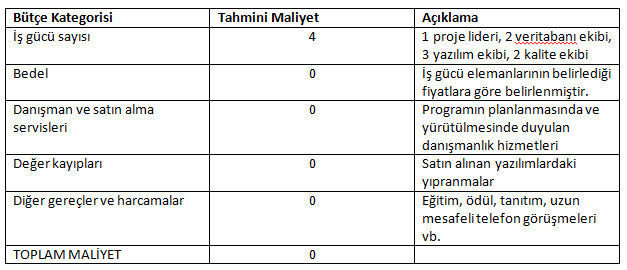 Bütçe Kategorisi Tahmini Maliyet Açıklama
İş gücü sayısı 4 1 proje lideri, 2 veritabanı ekibi,
3 yazılım ekibi, 2 kalite ekibi
Bedel 0 İş gücü elemanlarının belirlediği
fiyatlara göre belirlenmiştir.
Danışman ve satın alma 0 Programın planlanmasında ve
servisleri yürütülmesinde duyulan
danışmanlık hizmetleri
Değer kayıpları 0 Satın alınan yazılımlardaki
yıpranmalar
Diğer gereçler ve harcamalar 0 Eğitim, ödül, tanıtım, uzun
mesafeli telefon görüşmeleri
vb.
TOPLAM MALİYET 0